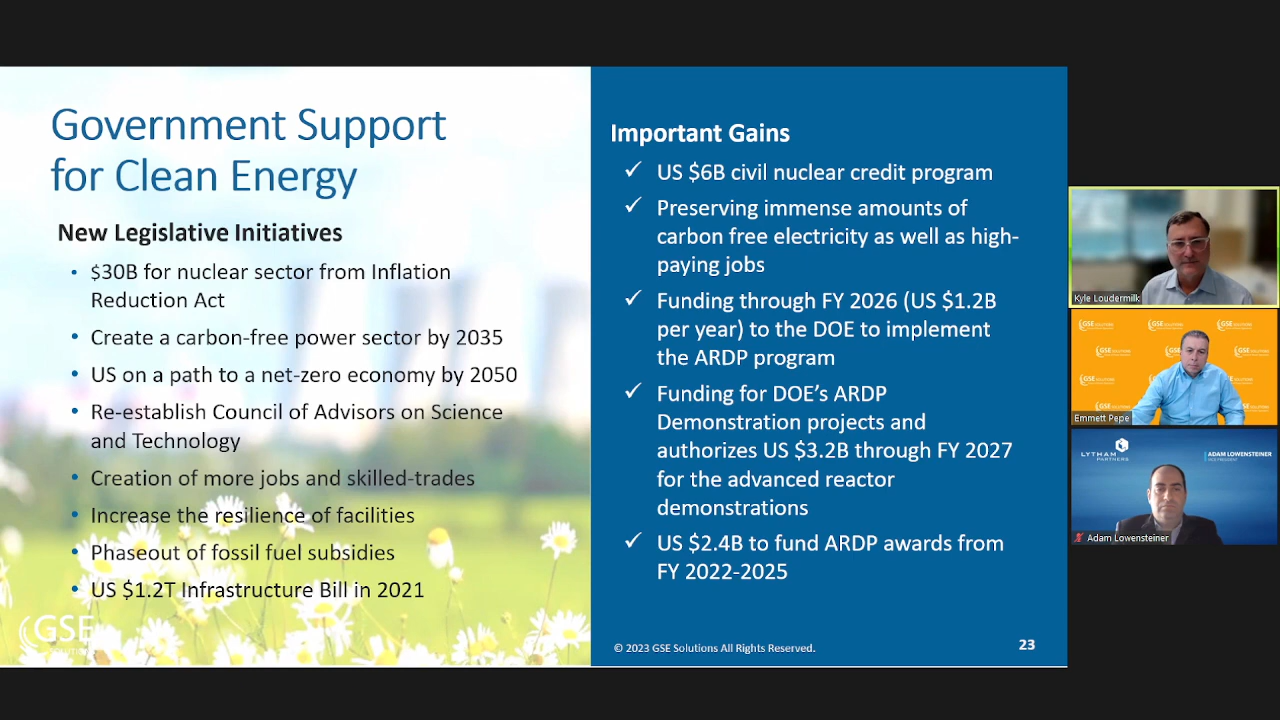 Government Support
for Clean Energy
New Legislative Initiatives
• $30B for nuclear sector from Inflation
Reduction Act
• Create a carbon-free power sector by 2035
• US on a path to a net-zero economy by 2050
• Re-establish Council of Advisors on Science
and Technology
• Creation of more jobs and skilled-trades
• Increase the resilience of facilities
• Phaseout of fossil fuel subsidies
• US $1.2T Infrastructure Bill in 2021
GSE
SOLUTIONS
Important Gains
✓ US $6B civil nuclear credit program
✓ Preserving immense amounts of
carbon free electricity as well as high-
paying jobs
✓ Funding through FY 2026 (US $1.2B
per year) to the DOE to implement
the ARDP program
✓ Funding for DOE’s ARDP
Demonstration projects and
authorizes US $3.2B through FY 2027
for the advanced reactor
demonstrations
✓ US $2.4B to fund ARDP awards from
FY 2022-2025
© 2023 GSE Solutions All Rights Reserved.
23
Kyle Loudermilk
GSE SOLUTIONS
Emmett Pepe
LYTHAM
PARTNERS
ADAM LOWENSTEINER
VICE PRESIDENT
Adam Lowensteiner